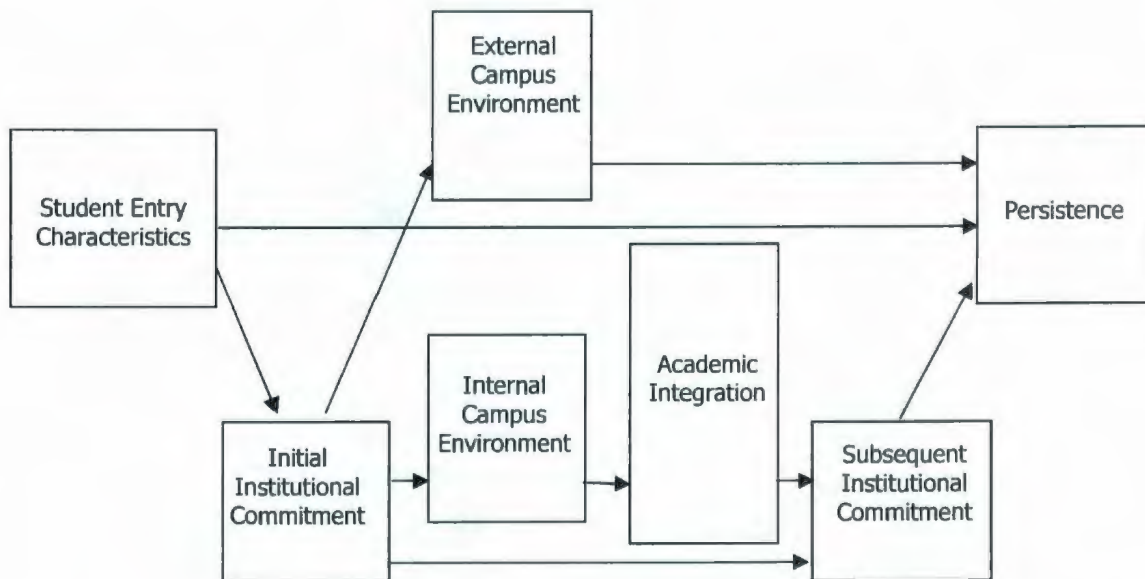 External
Campus
Environment
Student Entry
Characteristics
Persistence
Academic
Integration
Internal
Campus
Environment
Initial
Institutional
Commitment
Subsequent
Institutional
Commitment